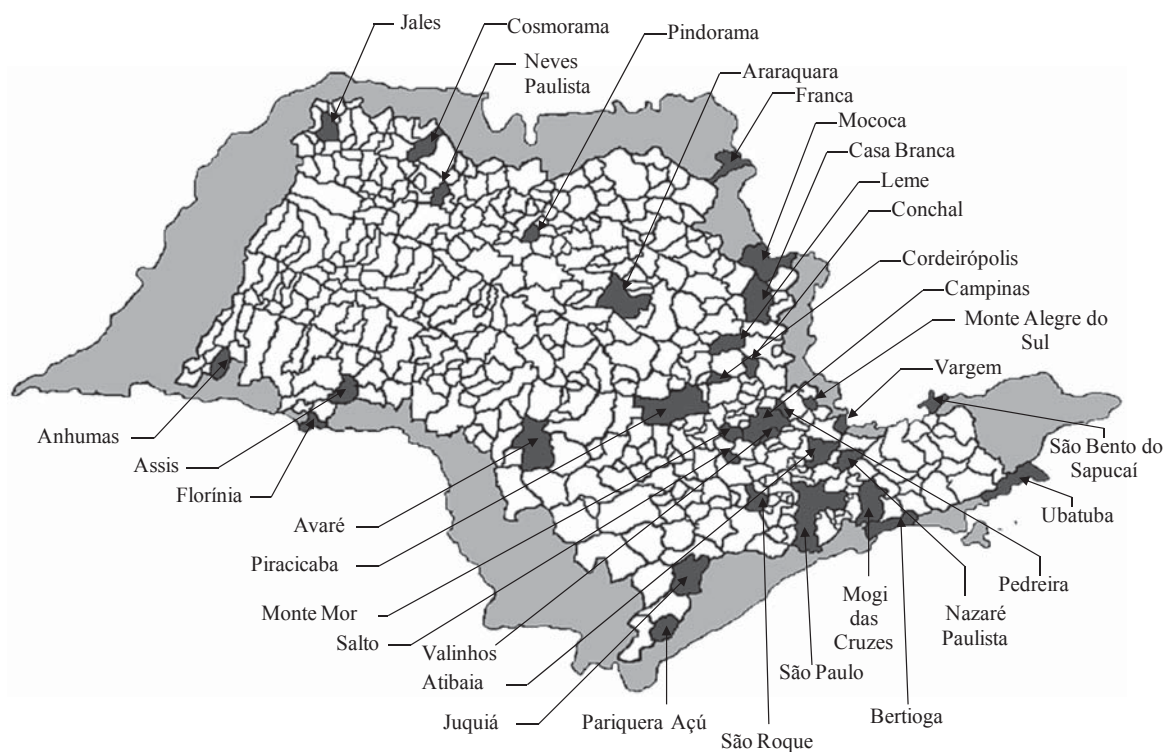 Jales
Cosmorama
Pindorama
Neves
Paulista
Araraquara
Franca
Mococa
Casa Branca
Leme
Conchal
Cordeirópolis
Campinas
Monte Alegre do
Sul
Vargem
São Bento do
Sapucaí
Ubatuba
Pedreira
Nazaré
Paulista
Bertioga
Mogi
das
Cruzes
São Paulo
São Roque
Pariquera Açú
Juquiá
Atibaia
Valinhos
Salto
Monte Mor
Piracicaba
Avaré
Florínia
Assis
Anhumas